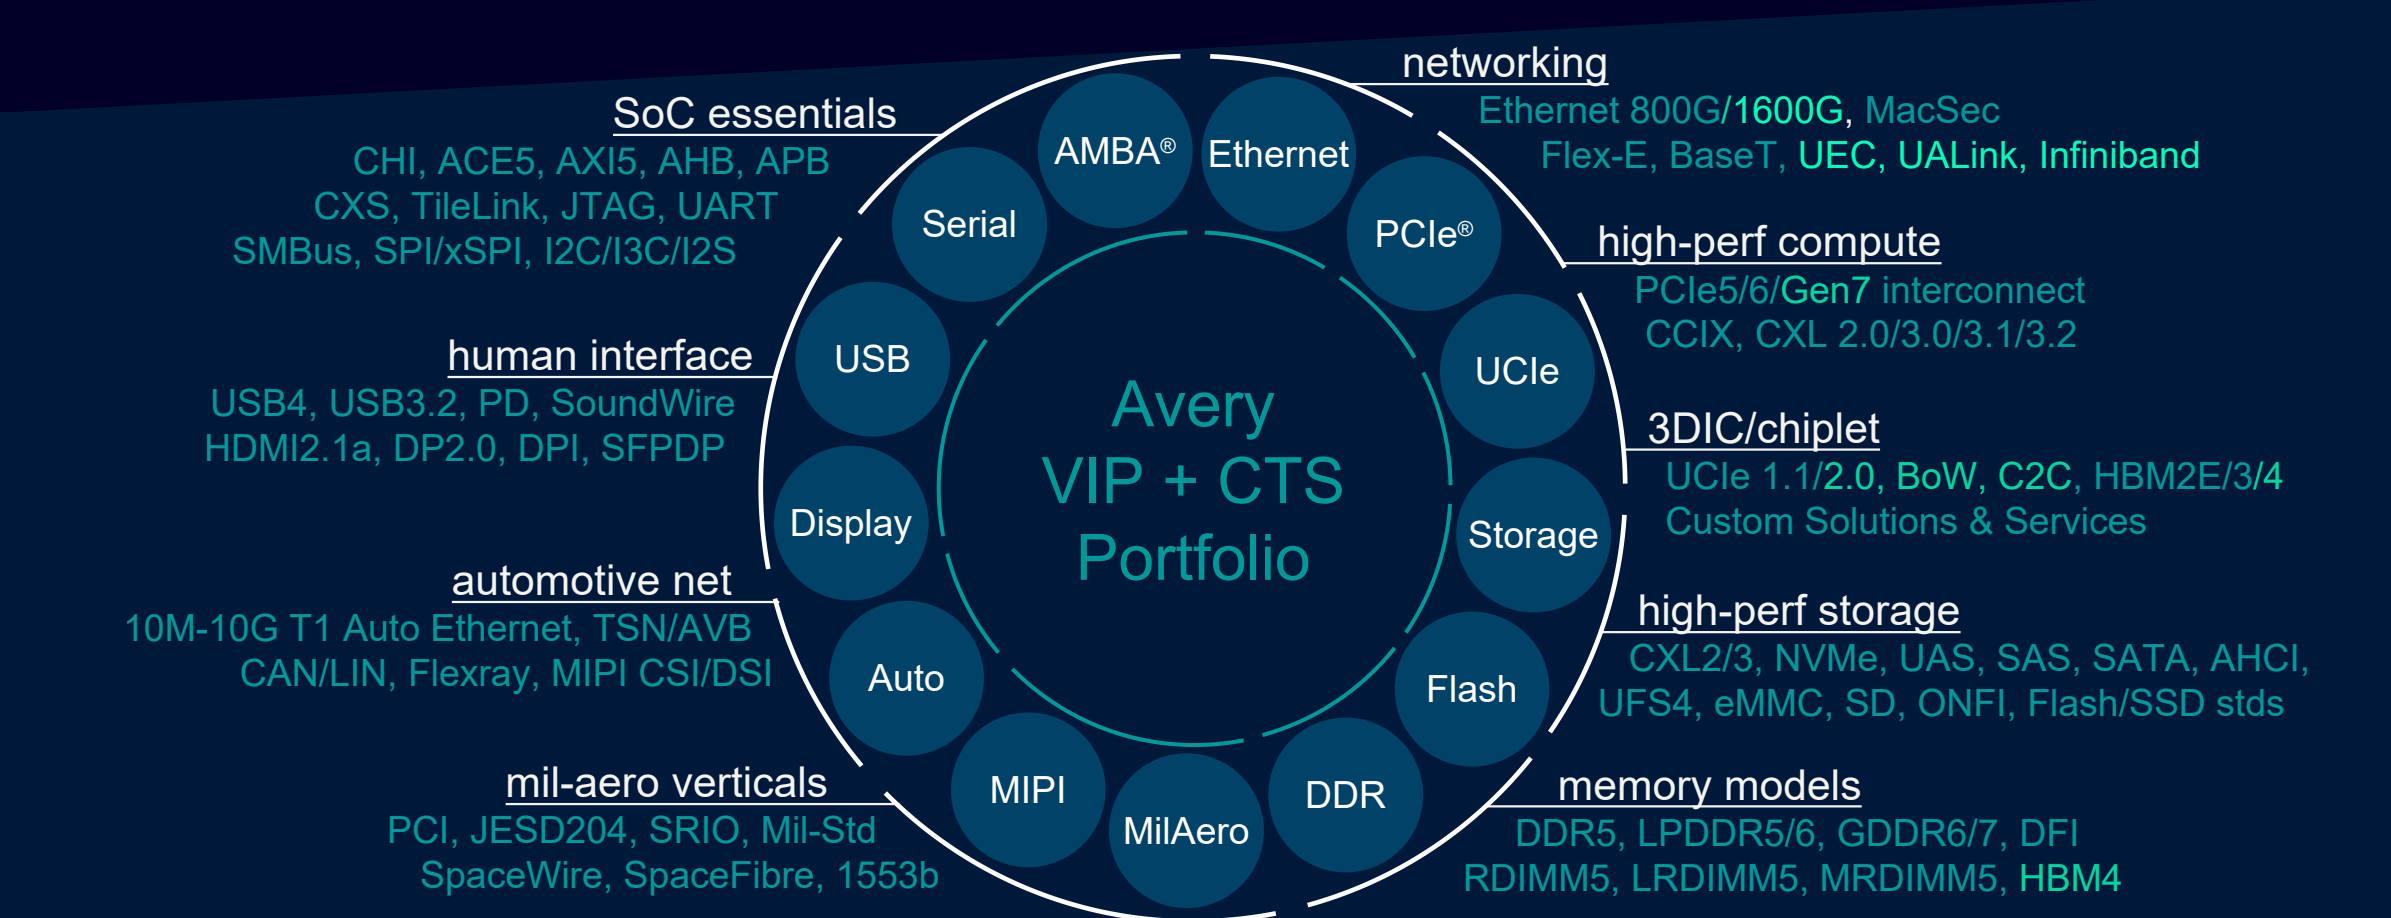 SoC essentials
CHI, ACE5, AXI5, AHB, APB
CXS, TileLink, JTAG, UART
SMBus, SPI/xSPI, I2C/I3C/I2S
human interface
USB4, USB3.2, PD, SoundWire
HDMI2.1a, DP2.0, DPI, SFPDP
automotive net
10M-10G T1 Auto Ethernet, TSN/AVB
CAN/LIN, Flexray, MIPI CSI/DSI
mil-aero verticals
PCI, JESD204, SRIO, Mil-Std
SpaceWire, SpaceFibre, 1553b
AMBA®
Ethernet
Serial
PCIe®
USB
UCIe
Display
Storage
Auto
Flash
MIPI
DDR
MilAero
Avery
VIP + CTS
Portfolio
networking
Ethernet 800G/1600G, MacSec
Flex-E, BaseT, UEC, UALink, Infiniband
high-perf compute
PCIe5/6/Gen7 interconnect
CCIX, CXL 2.0/3.0/3.1/3.2
3DIC/chiplet
UCIe 1.1/2.0, BoW, C2C, HBM2E/3/4
Custom Solutions & Services
high-perf storage
CXL2/3, NVMe, UAS, SAS, SATA, AHCI,
UFS4, eMMC, SD, ONFI, Flash/SSD stds
memory models
DDR5, LPDDR5/6, GDDR6/7, DFI
RDIMM5, LRDIMM5, MRDIMM5, HBM4